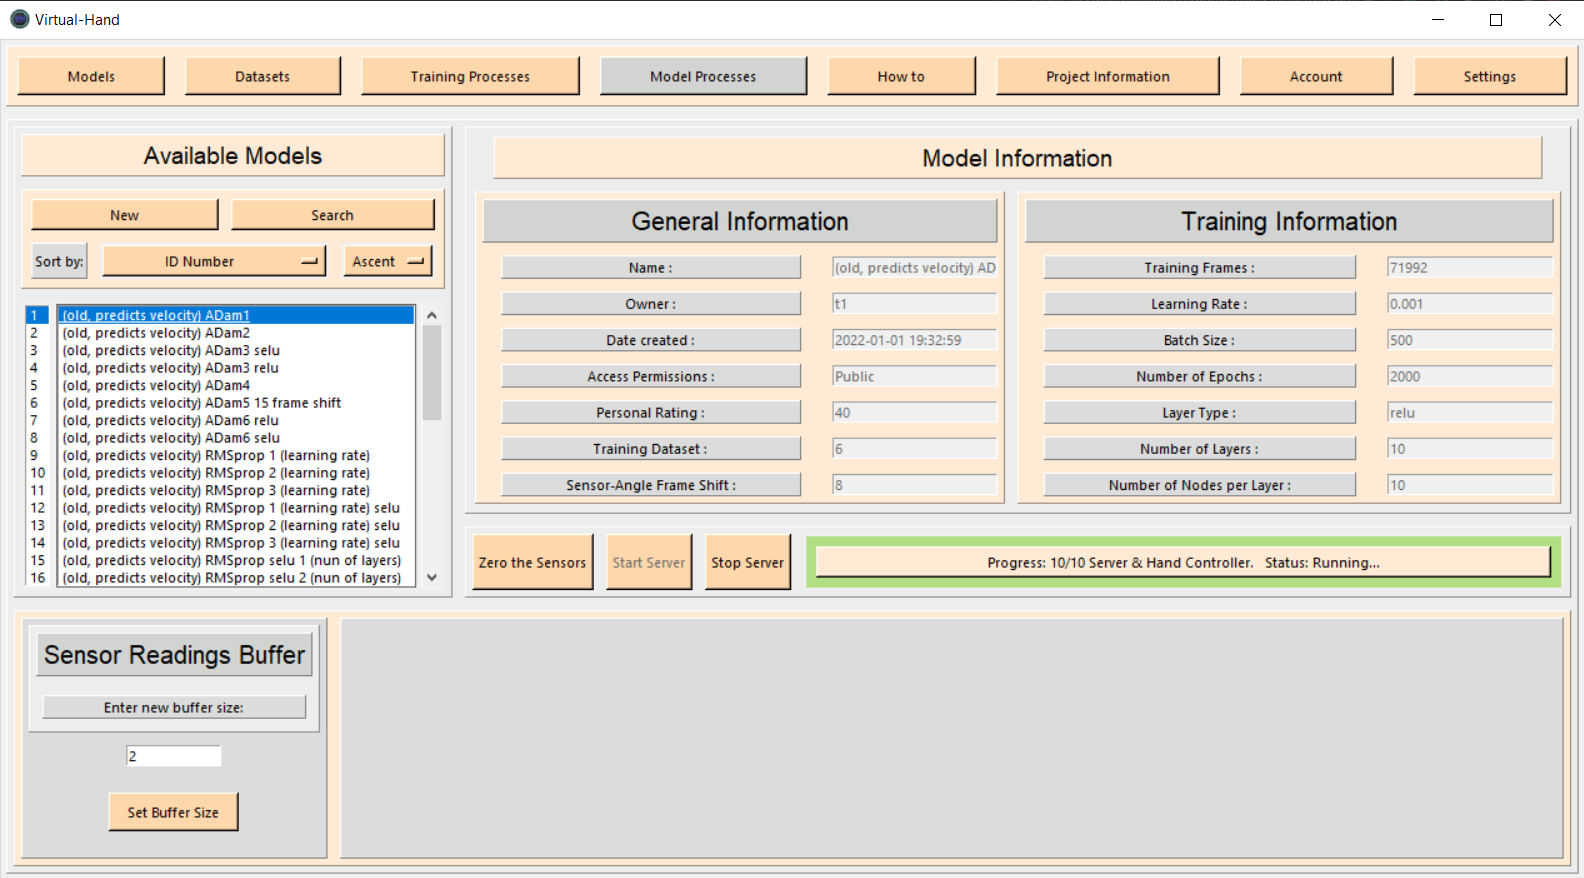 Virtual-Hand
Models
Datasets
Training Processes
Model Processes
How to
Project Information
Account
Settings
Available Models
New
Search
Sort by:
ID Number
Ascent
1 (old, predicts velocity) ADam1
2 (old, predicts velocity) ADam2
3 (old, predicts velocity) ADam3 selu
4 (old, predicts velocity) ADam3 relu
5 (old, predicts velocity) ADam4
6 (old, predicts velocity) ADam5 15 frame shift
7 (old, predicts velocity) ADam6 relu
8 (old, predicts velocity) ADam6 selu
9 (old, predicts velocity) RMSprop 1 (learning rate)
10 (old, predicts velocity) RMSprop 2 (learning rate)
11 (old, predicts velocity) RMSprop 3 (learning rate)
12 (old, predicts velocity) RMSprop 1 (learning rate) selu
13 (old, predicts velocity) RMSprop 2 (learning rate) selu
14 (old, predicts velocity) RMSprop 3 (learning rate) selu
15 (old, predicts velocity) RMSprop selu 1 (nun of layers)
16 (old, predicts velocity) RMSprop selu 2 (nun of layers)
Model Information
General Information
Name : (old, predicts velocity) AD
Owner : t1
Date created : 2022-01-01 19:32:59
Access Permissions : Public
Personal Rating : 40
Training Dataset : 6
Sensor-Angle Frame Shift : 8
Training Information
Training Frames : 71992
Learning Rate : 0.001
Batch Size : 500
Number of Epochs : 2000
Layer Type : relu
Number of Layers : 10
Number of Nodes per Layer : 10
Zero the Sensors
Start Server
Stop Server
Progress: 10/10 Server & Hand Controller.   Status: Running...
Sensor Readings Buffer
Enter new buffer size:
2
Set Buffer Size